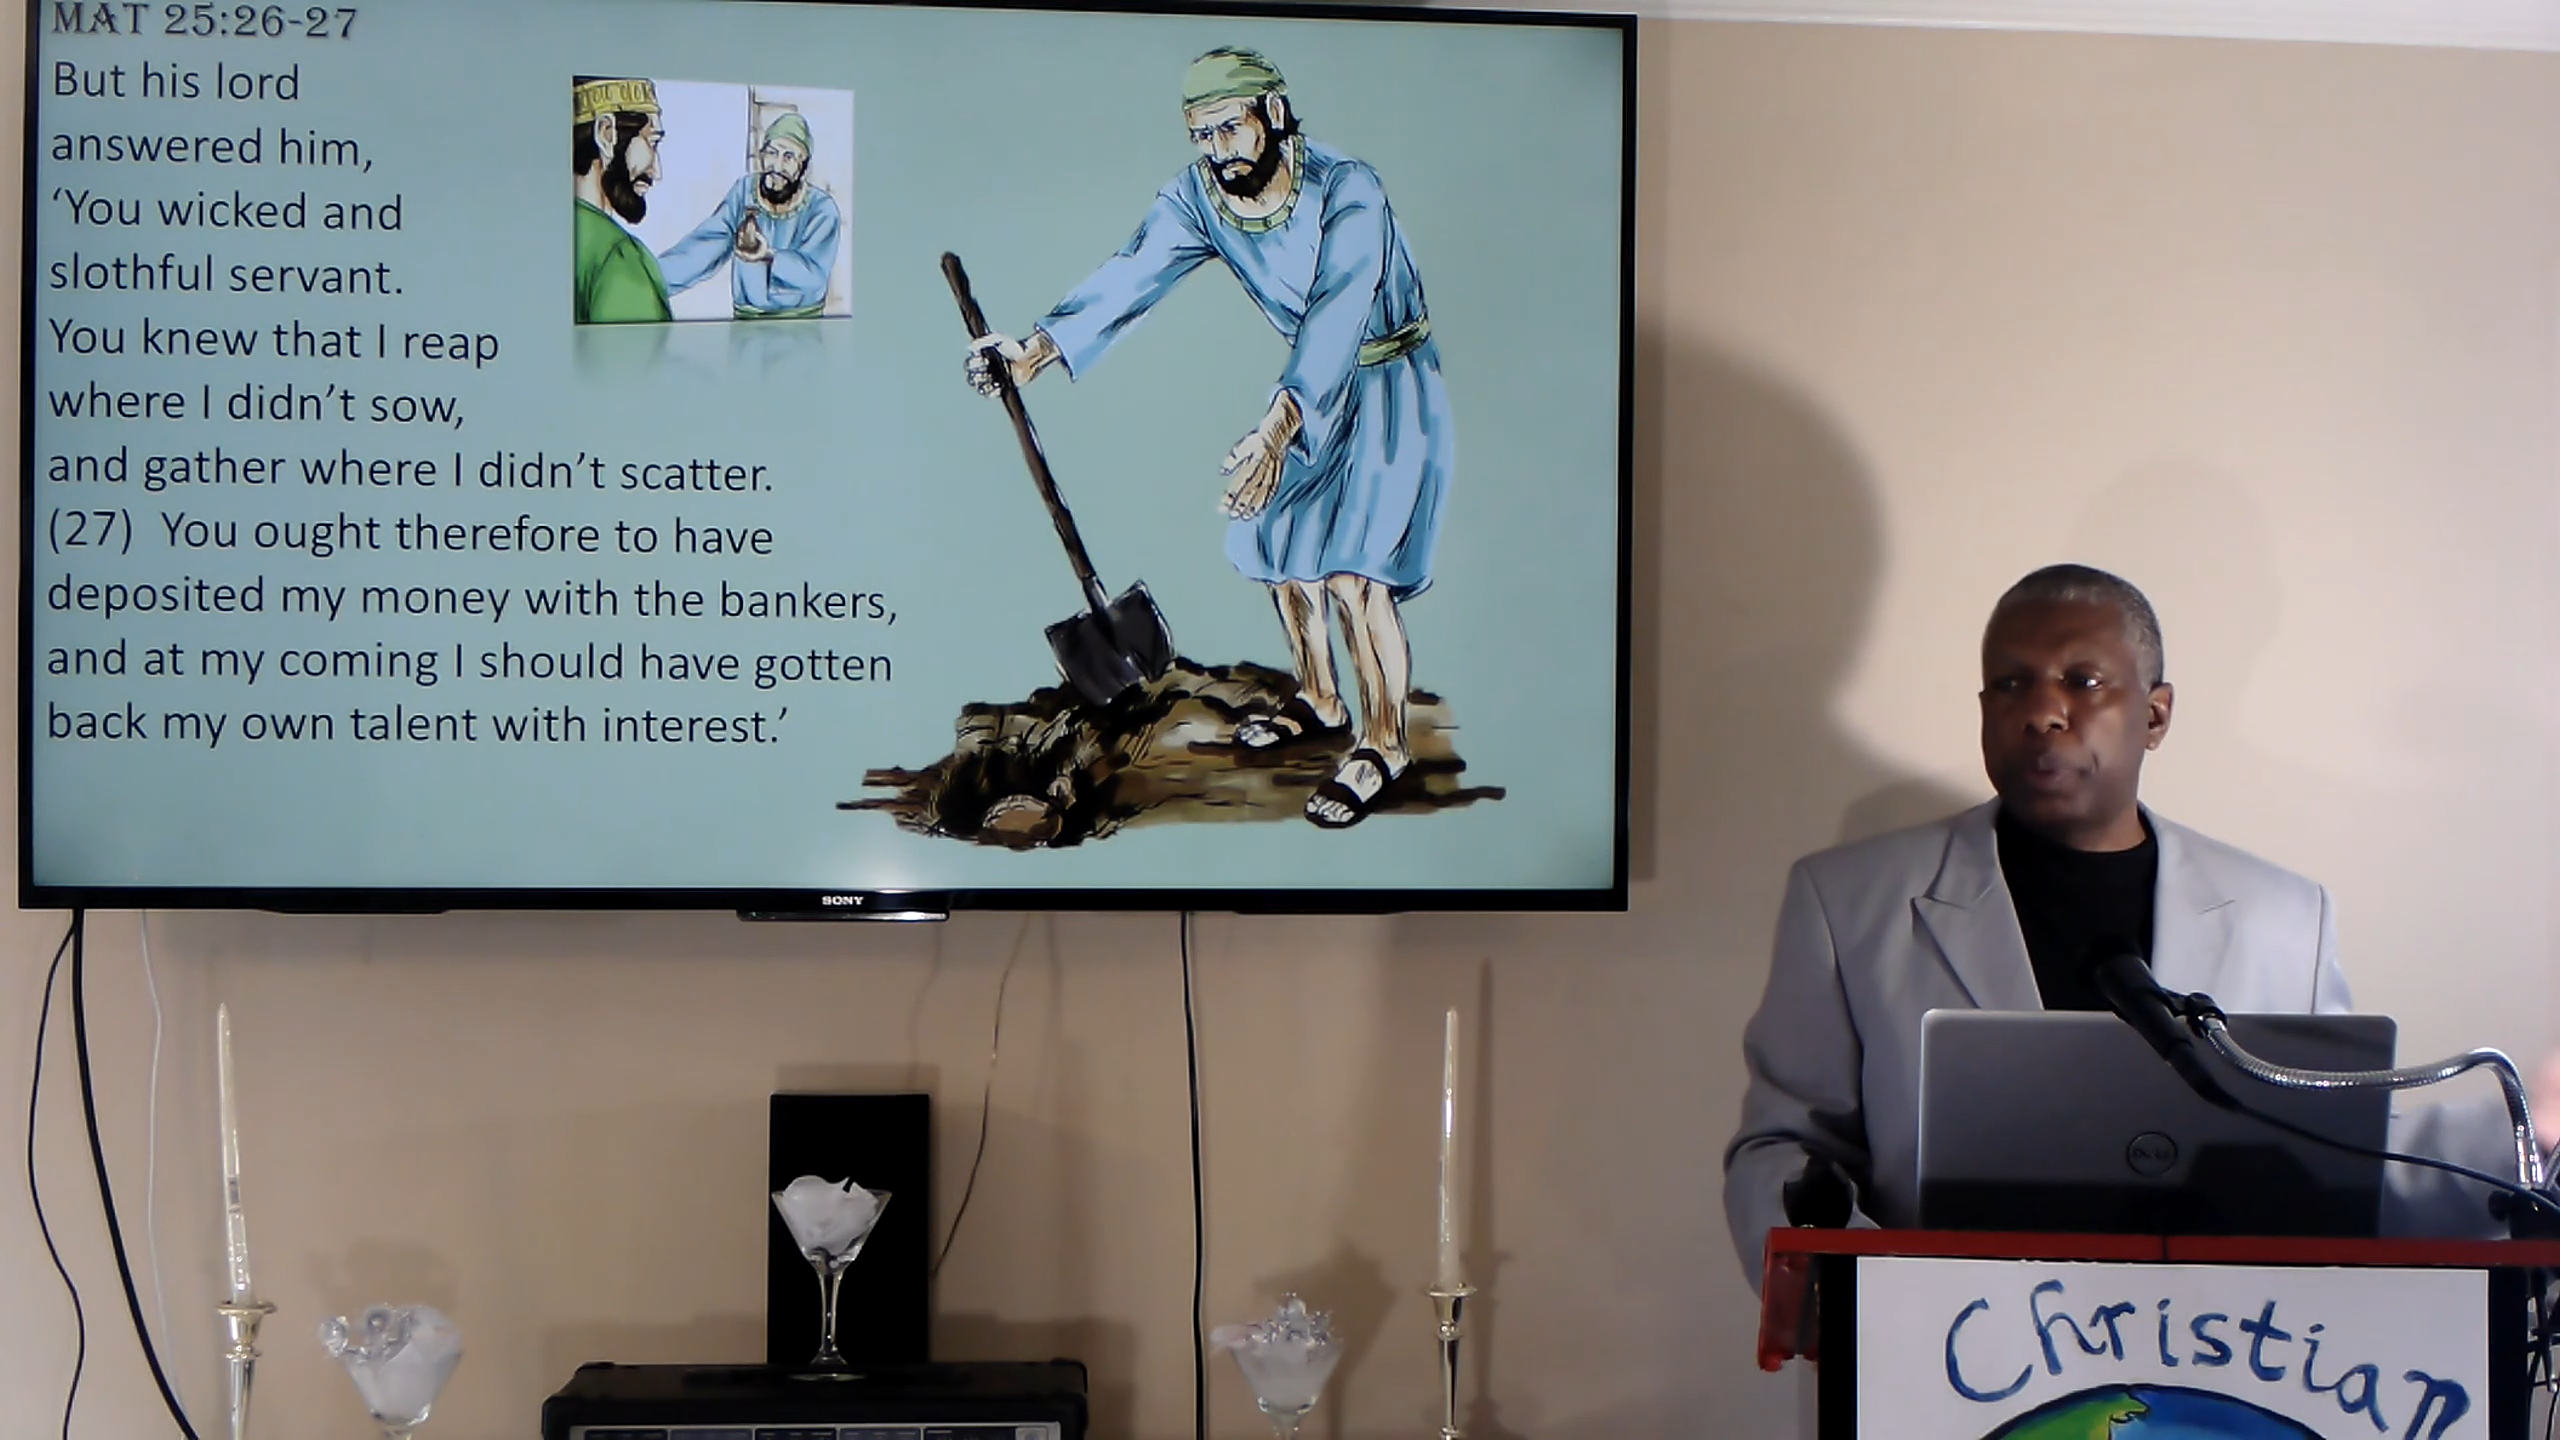 MAT 25:26-27
But his lord
answered him,
‘You wicked and
slothful servant.
You knew that I reap
where I didn’t sow,
and gather where I didn’t scatter.
(27)  You ought therefore to have
deposited my money with the bankers,
and at my coming I should have gotten
back my own talent with interest.’
SONY
DELL
Christian